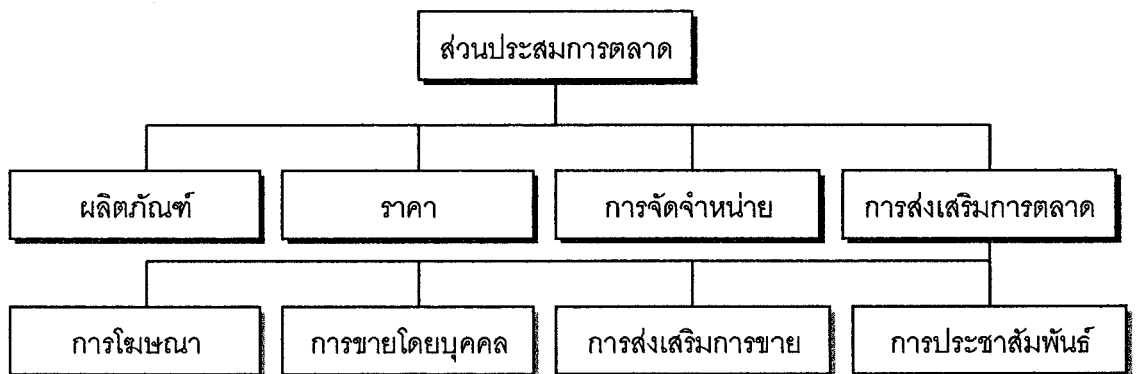 ส่วนประสมการตลาด
ผลิตภัณฑ์ ราคา การจัดจำหน่าย การส่งเสริมการตลาด
การโฆษณา การขายโดยบุคคล การส่งเสริมการขาย การประชาสัมพันธ์